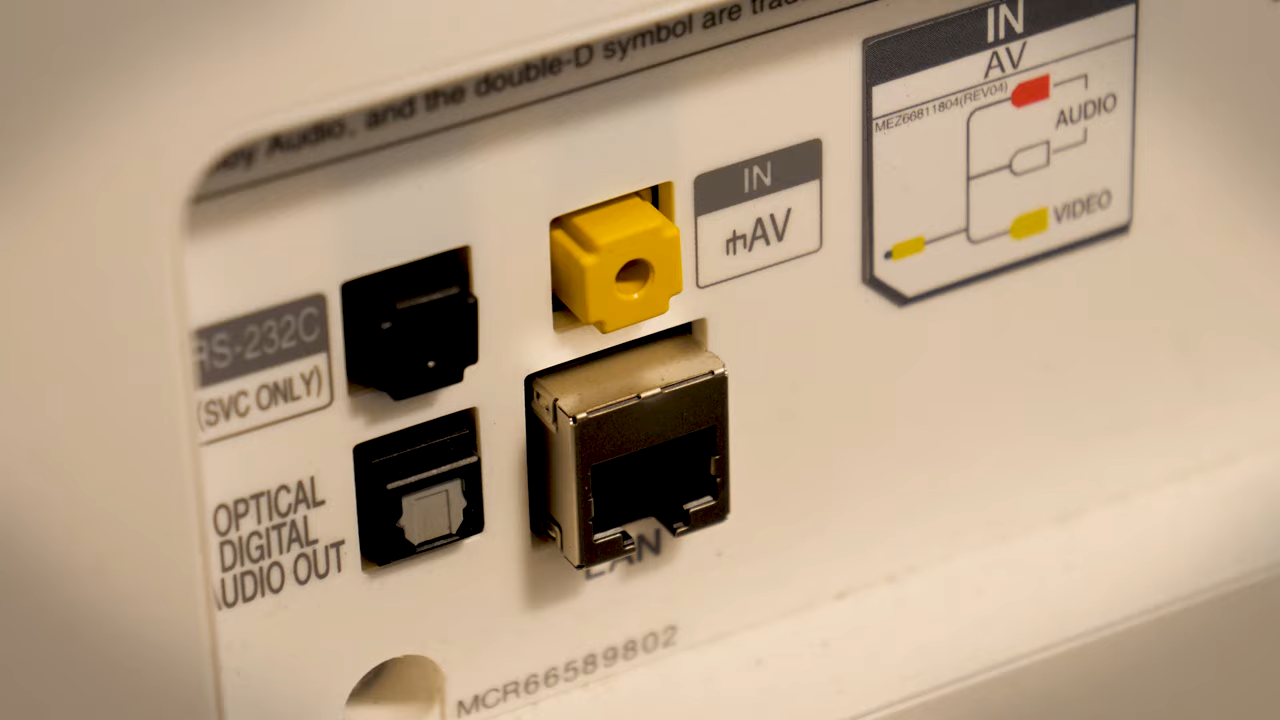 Audio, and the double-D symbol are
IN
AV
MEZ66811804(REV04)
AUDIO
VIDEO
IN
AV
RS-232C
(SVC ONLY)
OPTICAL
DIGITAL
AUDIO OUT
LAN
MCR66589802